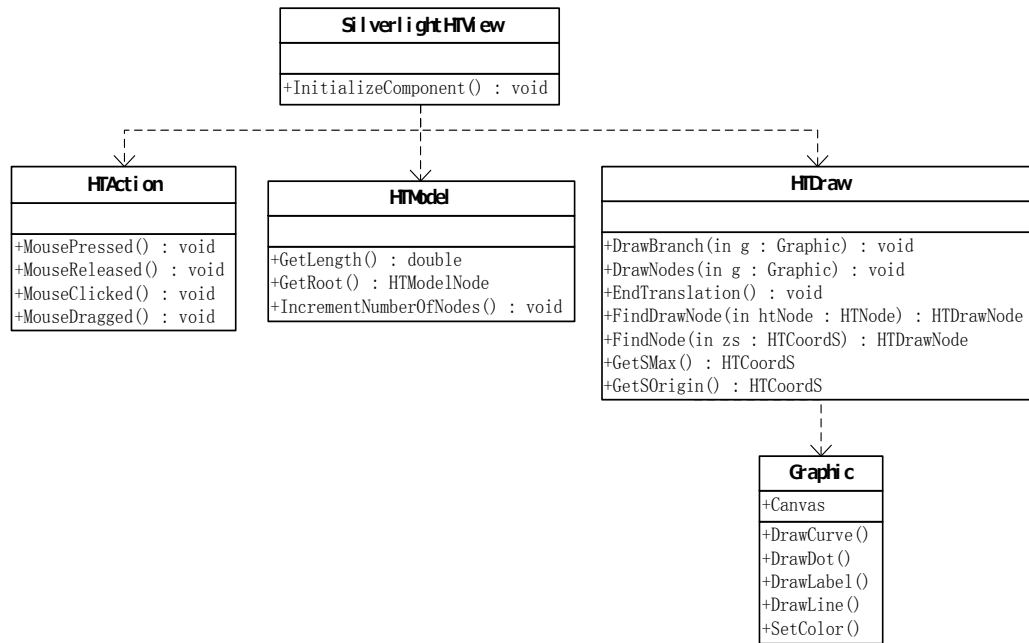 SilverlightHTView
+InitializeComponent() : void
HTAction
+MousePressed() : void
+MouseReleased() : void
+MouseClicked() : void
+MouseDragged() : void
HTModel
+GetLength() : double
+GetRoot() : HTModelNode
+IncrementNumberOfNodes() : void
HTDraw
+DrawBranch(in g : Graphic) : void
+DrawNodes(in g : Graphic) : void
+EndTranslation() : void
+FindDrawNode(in htNode : HTNode) : HTDrawNode
+FindNode(in zs : HTCoordS) : HTDrawNode
+GetSMax() : HTCoordS
+GetSOrigin() : HTCoordS
Graphic
+Canvas
+DrawCurve()
+DrawDot()
+DrawLabel()
+DrawLine()
+SetColor()